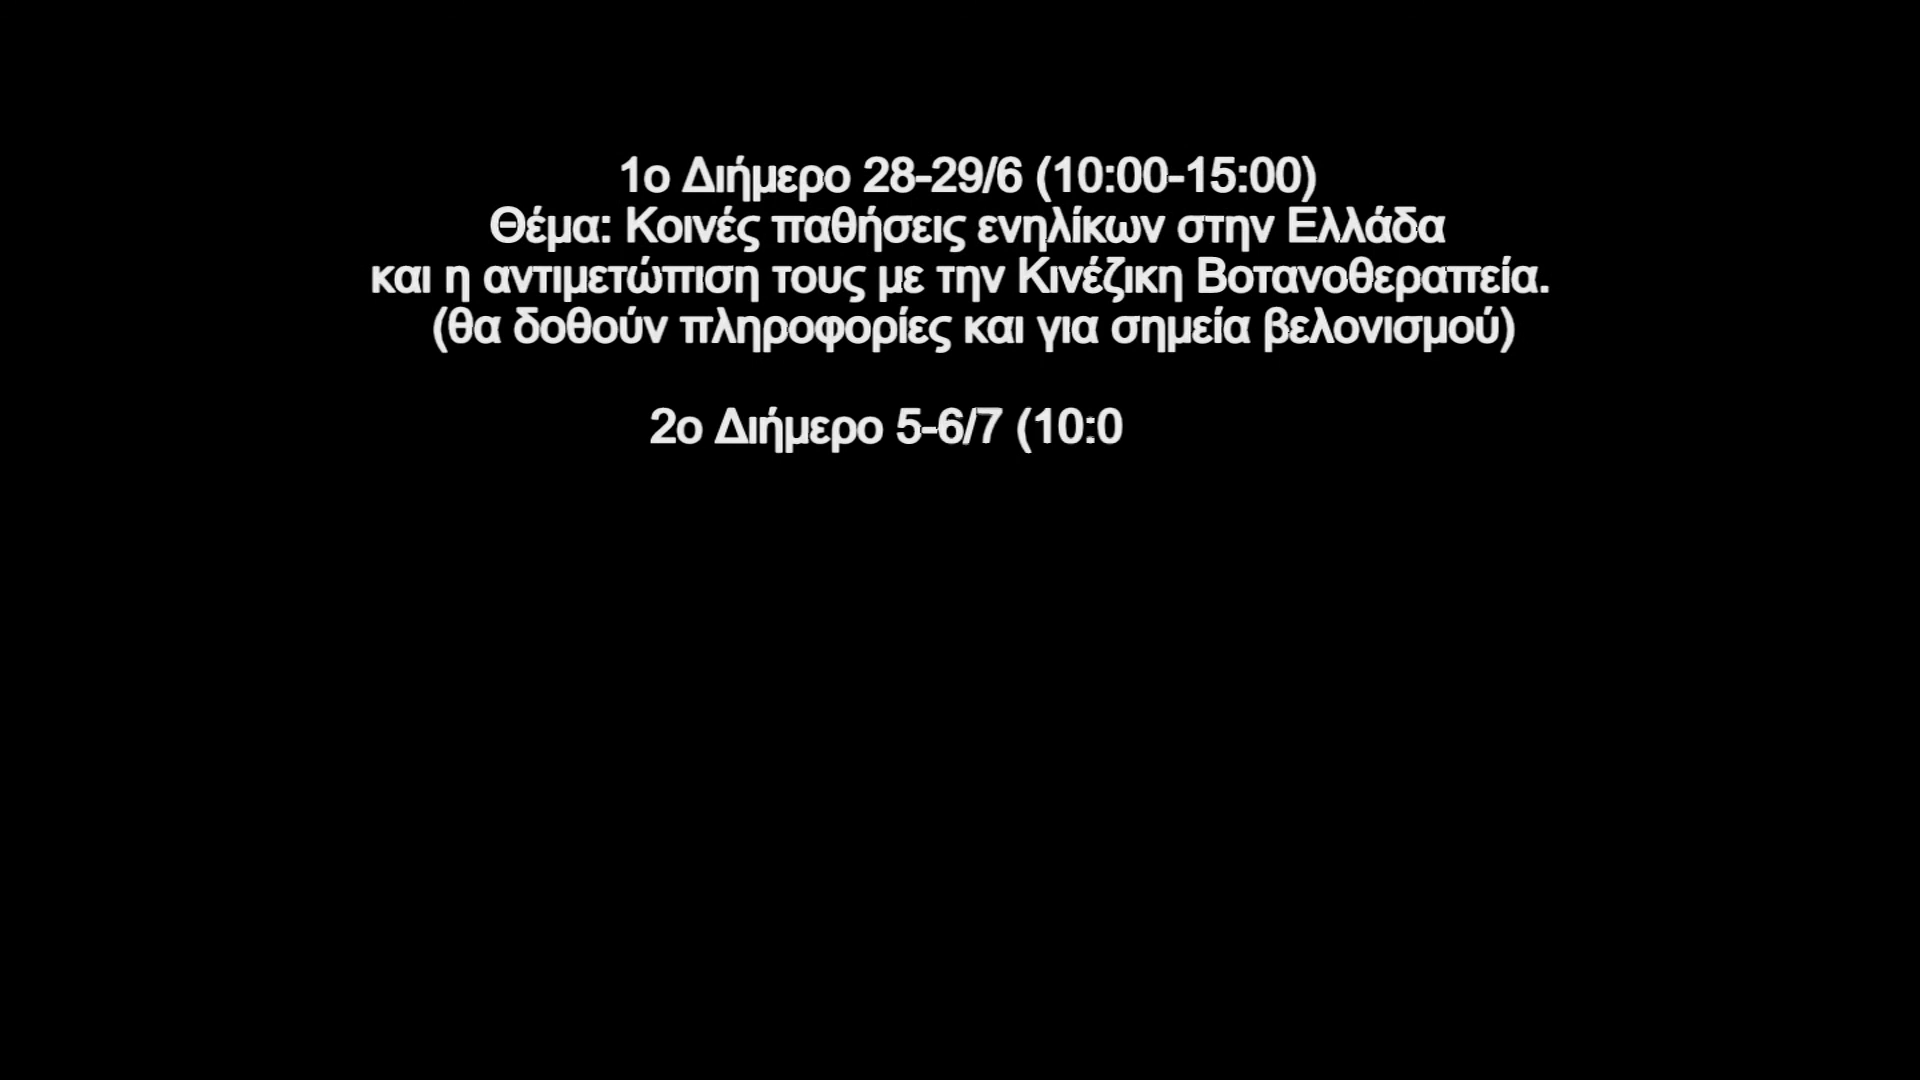 1ο Διήμερο 28-29/6 (10:00-15:00)
Θέμα: Κοινές παθήσεις ενηλίκων στην Ελλάδα
και η αντιμετώπιση τους με την Κινέζικη Βοτανοθεραπεία.
(θα δοθούν πληροφορίες και για σημεία βελονισμού)
2ο Διήμερο 5-6/7 (10:0